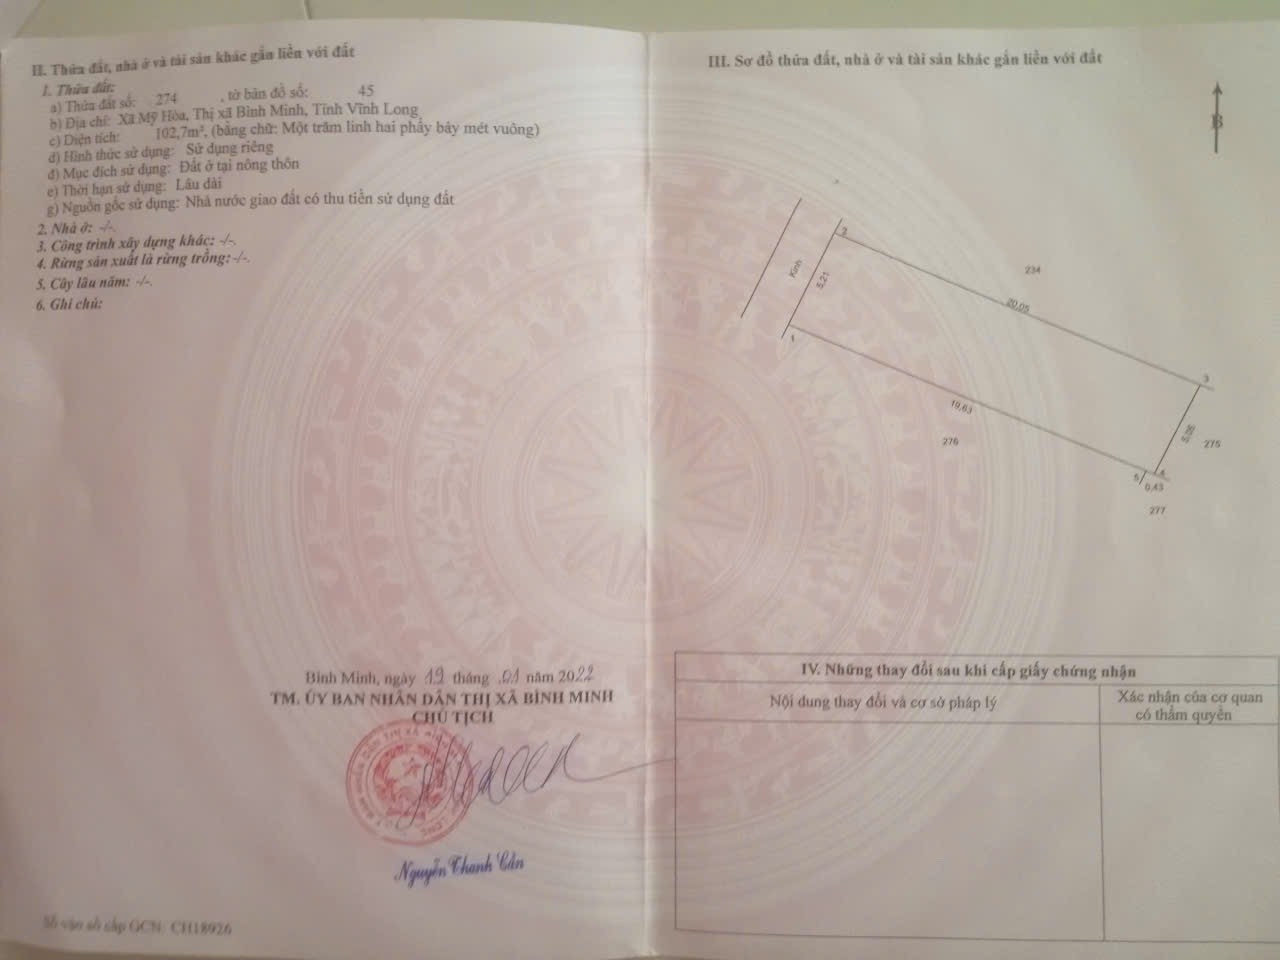 II. Thửa đất, nhà ở và tài sản khác gắn liền với đất
1. Thửa đất:
a) Thửa đất số: 274 , tờ bản đồ số: 45
b) Địa chỉ: Xã Mỹ Hòa, Thị xã Bình Minh, Tỉnh Vĩnh Long
c) Diện tích: 102,7m², (bằng chữ: Một trăm linh hai phẩy bảy mét vuông)
d) Hình thức sử dụng: Sử dụng riêng
đ) Mục đích sử dụng: Đất ở tại nông thôn
e) Thời hạn sử dụng: Lâu dài
g) Nguồn gốc sử dụng: Nhà nước giao đất có thu tiền sử dụng đất
2. Nhà ở: -/-.
3. Công trình xây dựng khác: -/-.
4. Rừng sản xuất là rừng trồng: -/-.
5. Cây lâu năm: -/-.
6. Ghi chú:
Bình Minh, ngày 19 tháng 01 năm 2022
TM. ỦY BAN NHÂN DÂN THỊ XÃ BÌNH MINH
CHỦ TỊCH
Nguyễn Thanh Cần
Số vào sổ cấp GCN: CH18926
III. Sơ đồ thửa đất, nhà ở và tài sản khác gắn liền với đất
B
2
Kinh
5,21
234
20,05
1
3
19,63
276
5,05
275
5
4
0,43
277
IV. Những thay đổi sau khi cấp giấy chứng nhận
Nội dung thay đổi và cơ sở pháp lý
Xác nhận của cơ quan
có thẩm quyền